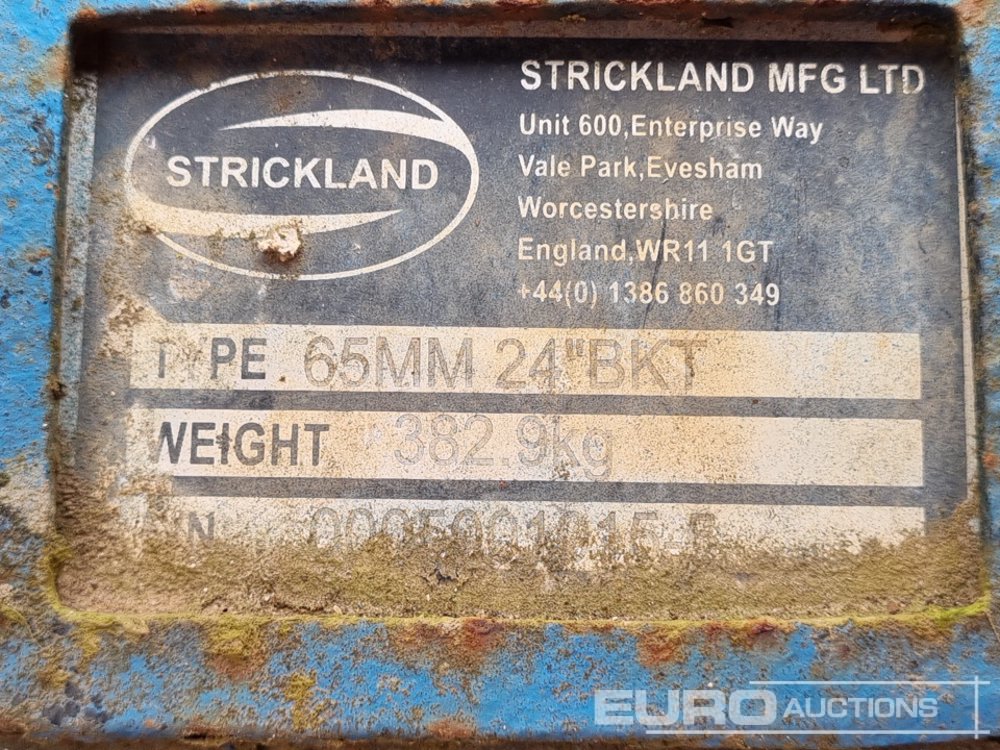 STRICKLAND
STRICKLAND MFG LTD
Unit 600,Enterprise Way
Vale Park,Evesham
Worcestershire
England,WR11 1GT
+44(0) 1386 860 349
TYPE 65MM 24"BKT
WEIGHT 382.9kg
EURO AUCTIONS